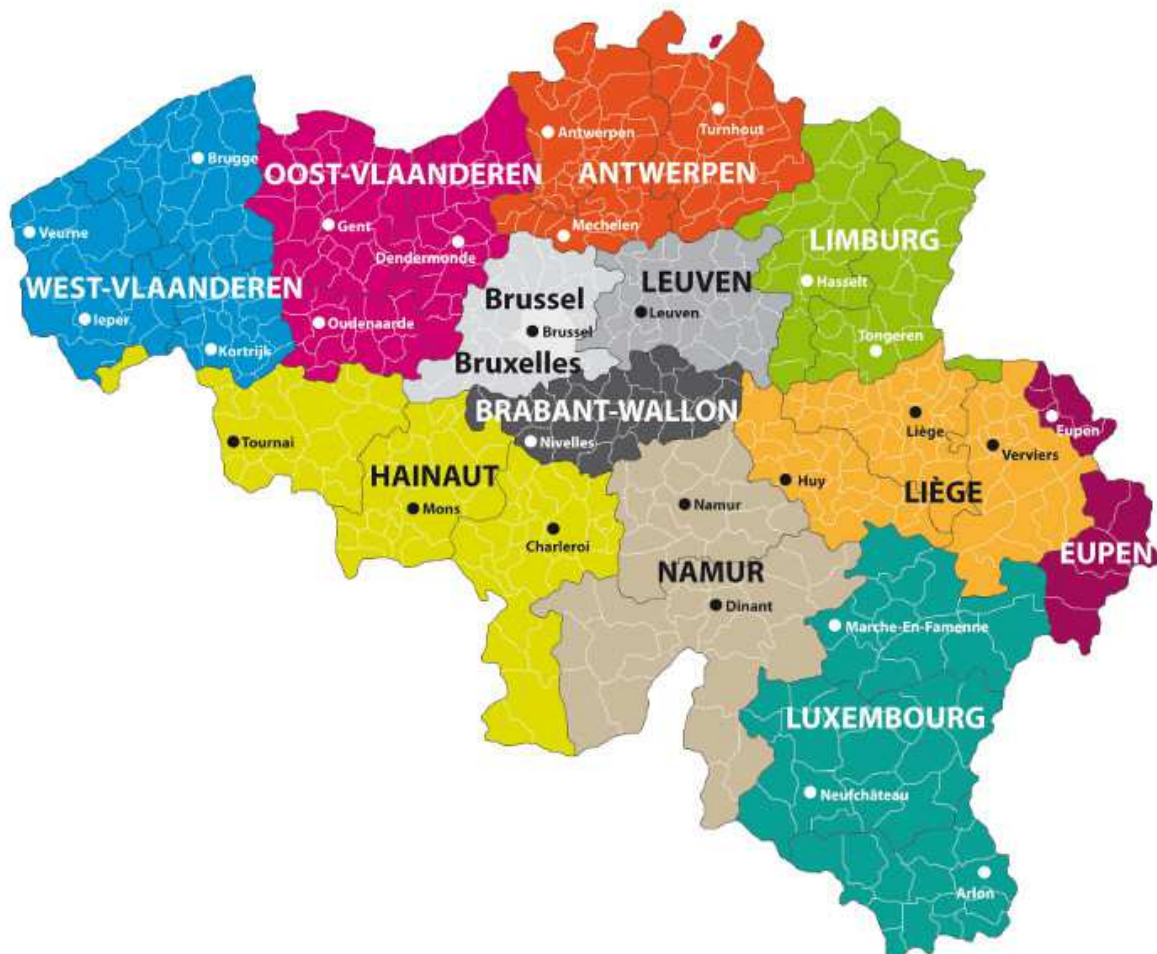 Antwerpen
Turnhout
Brugge
OOST-VLAANDEREN
ANTWERPEN
Gent
Mechelen
Veurne
Dendermonde
LIMBURG
WEST-VLAANDEREN
Brussel
LEUVEN
Hasselt
Ieper
Oudenaarde
Brussel
Leuven
Kortrijk
Bruxelles
Tongeren
BRABANT-WALLON
Tournai
Nivelles
Liège
Eupen
Verviers
HAINAUT
Mons
Namur
Huy
LIÈGE
Charleroi
EUPEN
NAMUR
Dinant
Marche-En-Famenne
LUXEMBOURG
Neufchâteau
Arlon